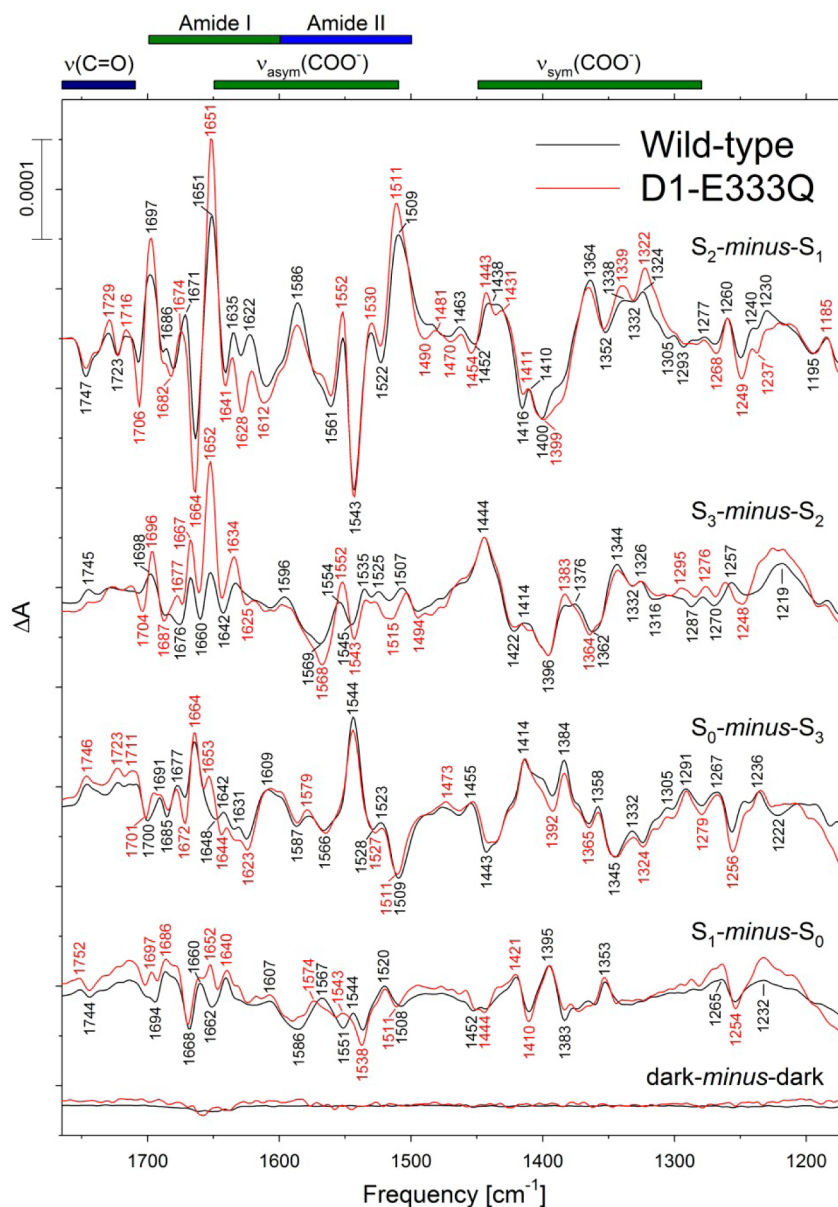 Amide I Amide II
ν(C=O) νasym(COO⁻) νsym(COO⁻)
0.0001
Wild-type
D1-E333Q
S₂-minus-S₁
1747 1729 1723 1716 1706 1697 1686 1682 1674 1671 1664 1651 1651 1641 1635 1628 1622 1612 1586 1561 1552 1543 1530 1522 1511 1509 1490 1481 1470 1463 1454 1452 1443 1438 1431 1416 1411 1410 1400 1399 1364 1352 1338 1339 1332 1322 1324 1305 1293 1277 1268 1260 1249 1240 1237 1230 1195 1185
S₃-minus-S₂
1745 1704 1698 1696 1687 1677 1676 1667 1660 1652 1642 1634 1625 1596 1569 1568 1554 1552 1545 1543 1535 1525 1515 1507 1494 1444 1422 1414 1396 1383 1376 1364 1362 1344 1332 1326 1316 1295 1287 1276 1270 1257 1248 1219
S₀-minus-S₃
1746 1723 1711 1701 1700 1691 1685 1677 1672 1664 1653 1648 1644 1642 1631 1623 1609 1587 1579 1566 1544 1528 1527 1523 1511 1509 1473 1455 1443 1414 1392 1384 1365 1358 1345 1332 1324 1305 1291 1279 1267 1256 1236 1222
S₁-minus-S₀
1752 1744 1697 1694 1686 1668 1660 1662 1652 1640 1607 1586 1574 1567 1551 1543 1544 1538 1520 1511 1508 1452 1444 1421 1410 1395 1383 1353 1265 1254 1232
dark-minus-dark
ΔA
1700 1600 1500 1400 1300 1200
Frequency [cm⁻¹]